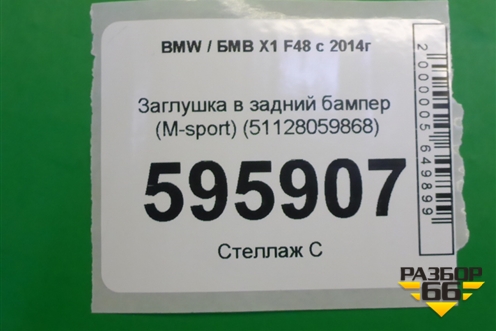 BMW / БМВ X1 F48 с 2014г
Заглушка в задний бампер
(M-sport) (51128059868)
595907
Стеллаж С
2000005649899
РАЗБОР
66